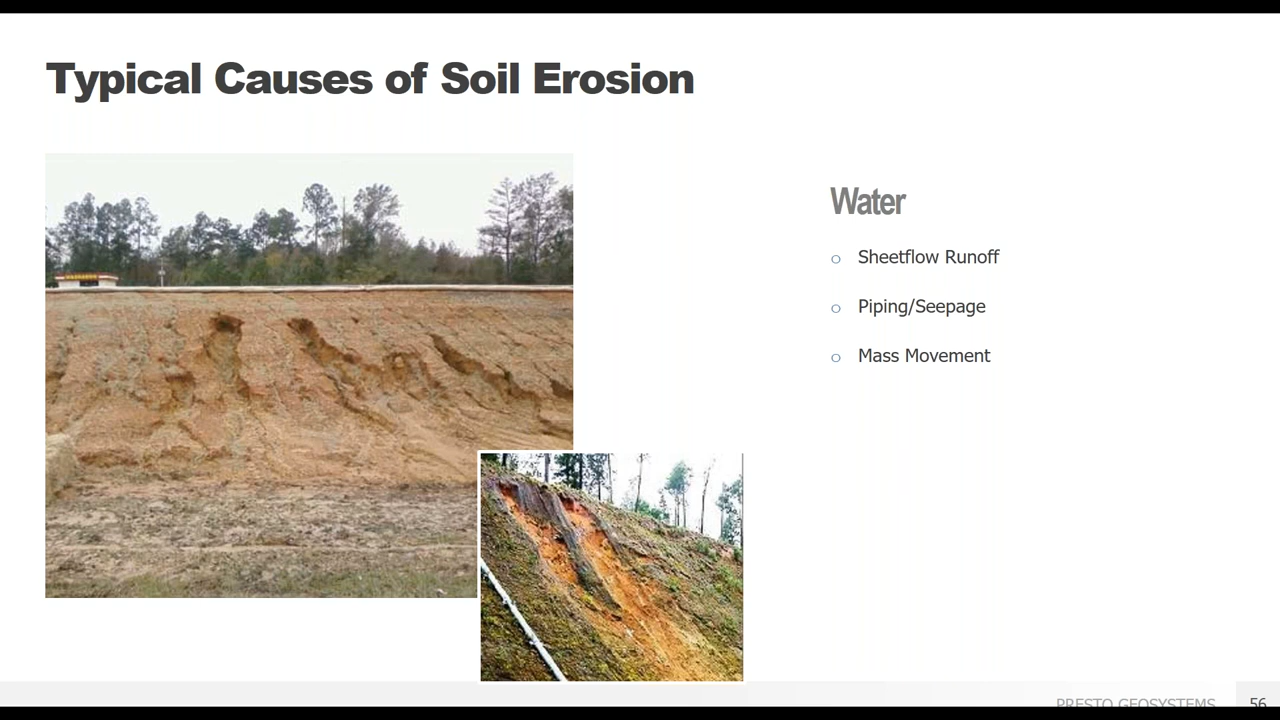 Typical Causes of Soil Erosion
Water
Sheetflow Runoff
Piping/Seepage
Mass Movement
PRESTO GEOSYSTEMS
56